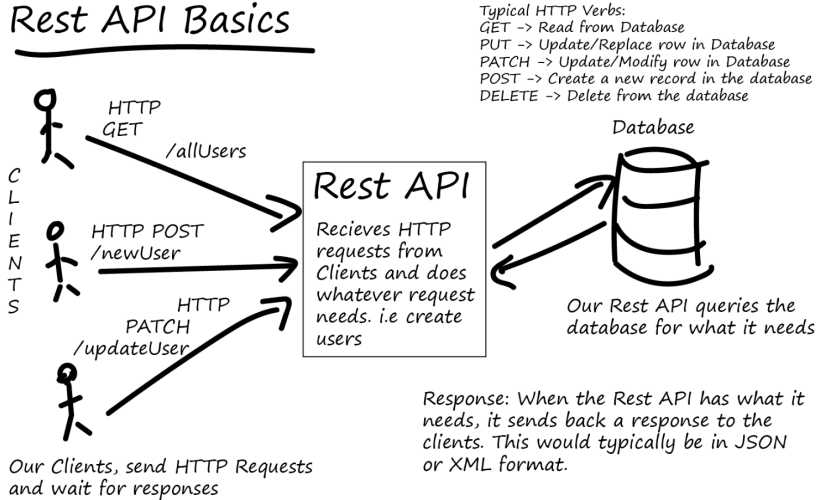 Rest API Basics
Typical HTTP Verbs:
GET -> Read from Database
PUT -> Update/Replace row in Database
PATCH -> Update/Modify row in Database
POST -> Create a new record in the database
DELETE -> Delete from the database
CLIENTS
HTTP
GET
/allUsers
HTTP POST
/newUser
HTTP
PATCH
/updateUser
Our Clients, send HTTP Requests
and wait for responses
Rest API
Recieves HTTP
requests from
Clients and does
whatever request
needs. i.e create
users
Database
Our Rest API queries the
database for what it needs
Response: When the Rest API has what it
needs, it sends back a response to the
clients. This would typically be in JSON
or XML format.